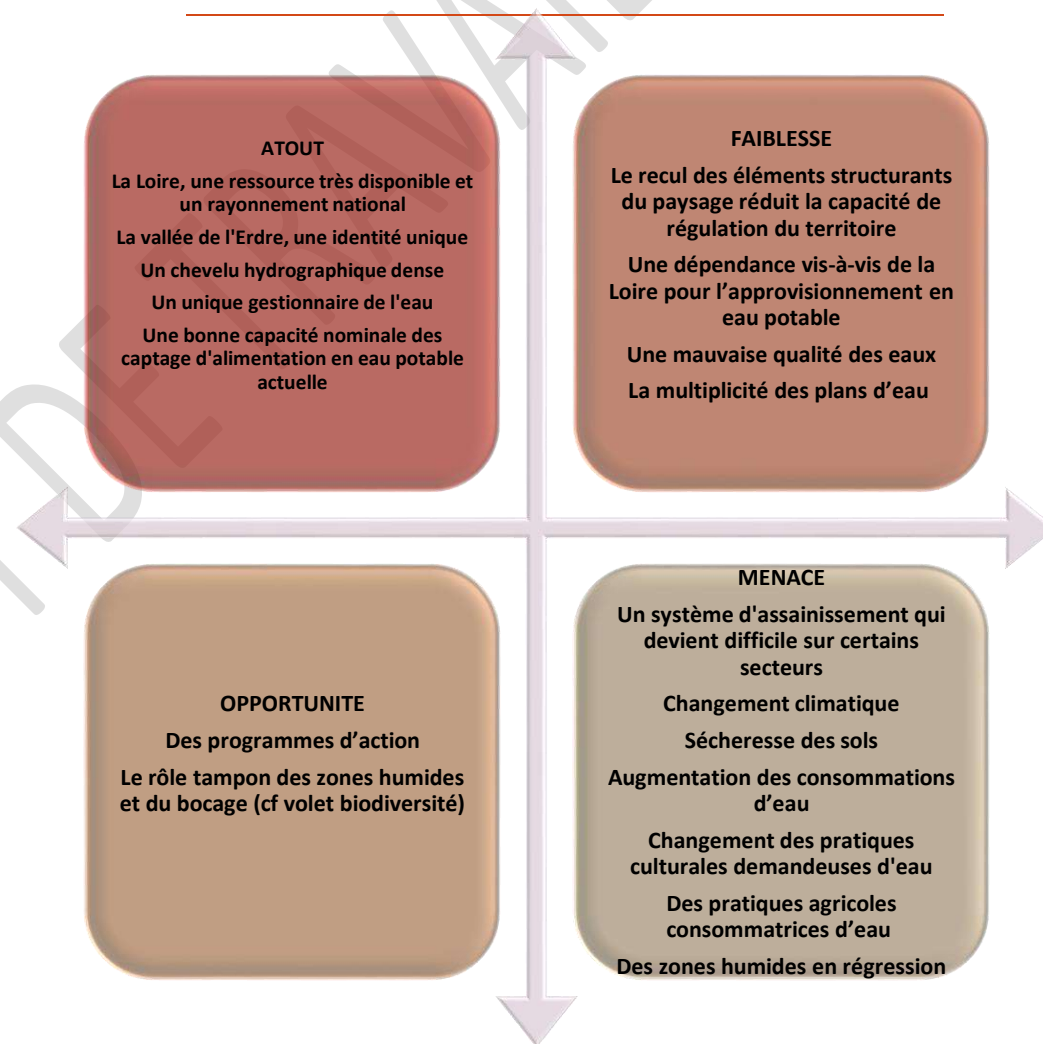 ATOUT
La Loire, une ressource très disponible et
un rayonnement national
La vallée de l'Erdre, une identité unique
Un chevelu hydrographique dense
Un unique gestionnaire de l'eau
Une bonne capacité nominale des
captage d'alimentation en eau potable
actuelle
FAIBLESSE
Le recul des éléments structurants
du paysage réduit la capacité de
régulation du territoire
Une dépendance vis-à-vis de la
Loire pour l’approvisionnement en
eau potable
Une mauvaise qualité des eaux
La multiplicité des plans d’eau
OPPORTUNITE
Des programmes d’action
Le rôle tampon des zones humides
et du bocage (cf volet biodiversité)
MENACE
Un système d'assainissement qui
devient difficile sur certains
secteurs
Changement climatique
Sécheresse des sols
Augmentation des consommations
d’eau
Changement des pratiques
culturales demandeuses d'eau
Des pratiques agricoles
consommatrices d’eau
Des zones humides en régression
DE TRAVAIL